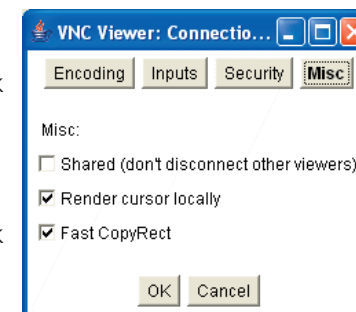 VNC Viewer: Connectio...
Encoding Inputs Security Misc
Misc:
Shared (don't disconnect other viewers)
Render cursor locally
Fast CopyRect
OK Cancel